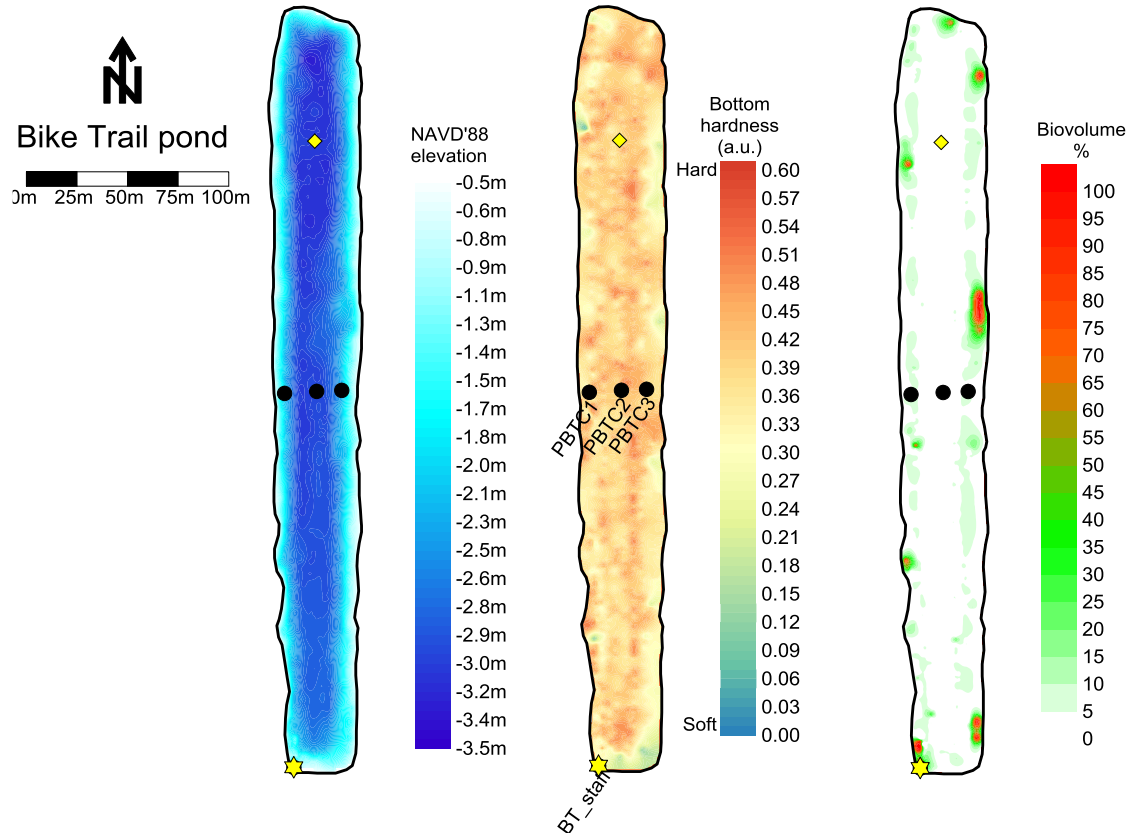 N
Bike Trail pond
0m 25m 50m 75m 100m
NAVD'88
elevation
-0.5m
-0.6m
-0.8m
-0.9m
-1.1m
-1.3m
-1.4m
-1.5m
-1.7m
-1.8m
-2.0m
-2.1m
-2.3m
-2.5m
-2.6m
-2.8m
-2.9m
-3.0m
-3.2m
-3.4m
-3.5m
PBTC1
PBTC2
PBTC3
BT_staff
Bottom
hardness
(a.u.)
Hard
0.60
0.57
0.54
0.51
0.48
0.45
0.42
0.39
0.36
0.33
0.30
0.27
0.24
0.21
0.18
0.15
0.12
0.09
0.06
0.03
Soft
0.00
Biovolume
%
100
95
90
85
80
75
70
65
60
55
50
45
40
35
30
25
20
15
10
5
0